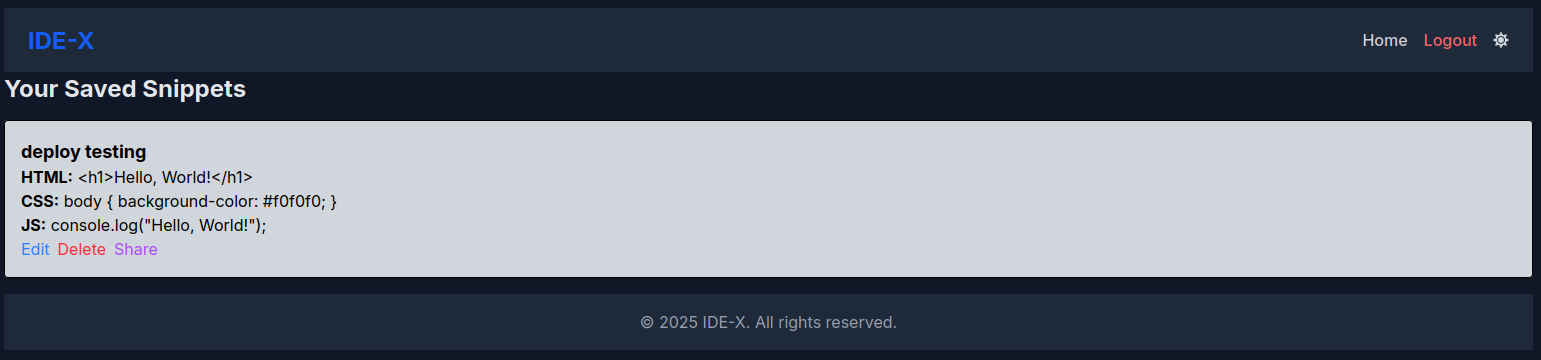 IDE-X
Home Logout
Your Saved Snippets
deploy testing
HTML: <h1>Hello, World!</h1>
CSS: body { background-color: #f0f0f0; }
JS: console.log("Hello, World!");
Edit Delete Share
© 2025 IDE-X. All rights reserved.